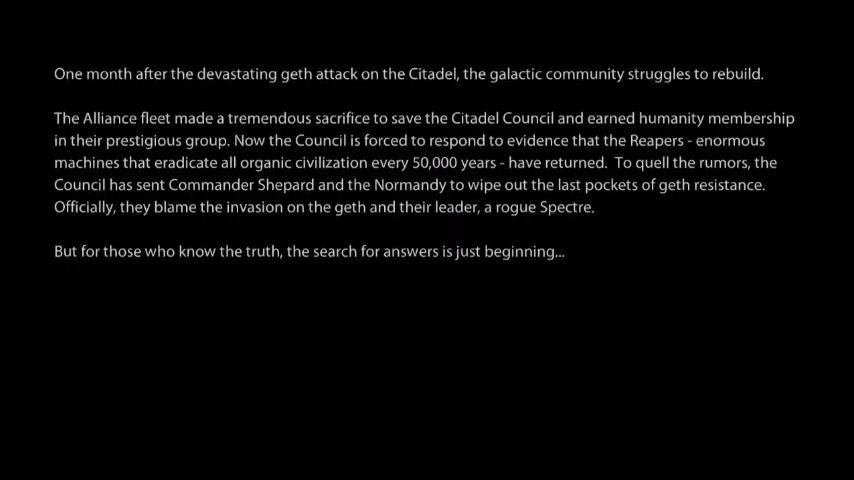 One month after the devastating geth attack on the Citadel, the galactic community struggles to rebuild.
The Alliance fleet made a tremendous sacrifice to save the Citadel Council and earned humanity membership
in their prestigious group. Now the Council is forced to respond to evidence that the Reapers - enormous
machines that eradicate all organic civilization every 50,000 years - have returned.  To quell the rumors, the
Council has sent Commander Shepard and the Normandy to wipe out the last pockets of geth resistance.
Officially, they blame the invasion on the geth and their leader, a rogue Spectre.
But for those who know the truth, the search for answers is just beginning...